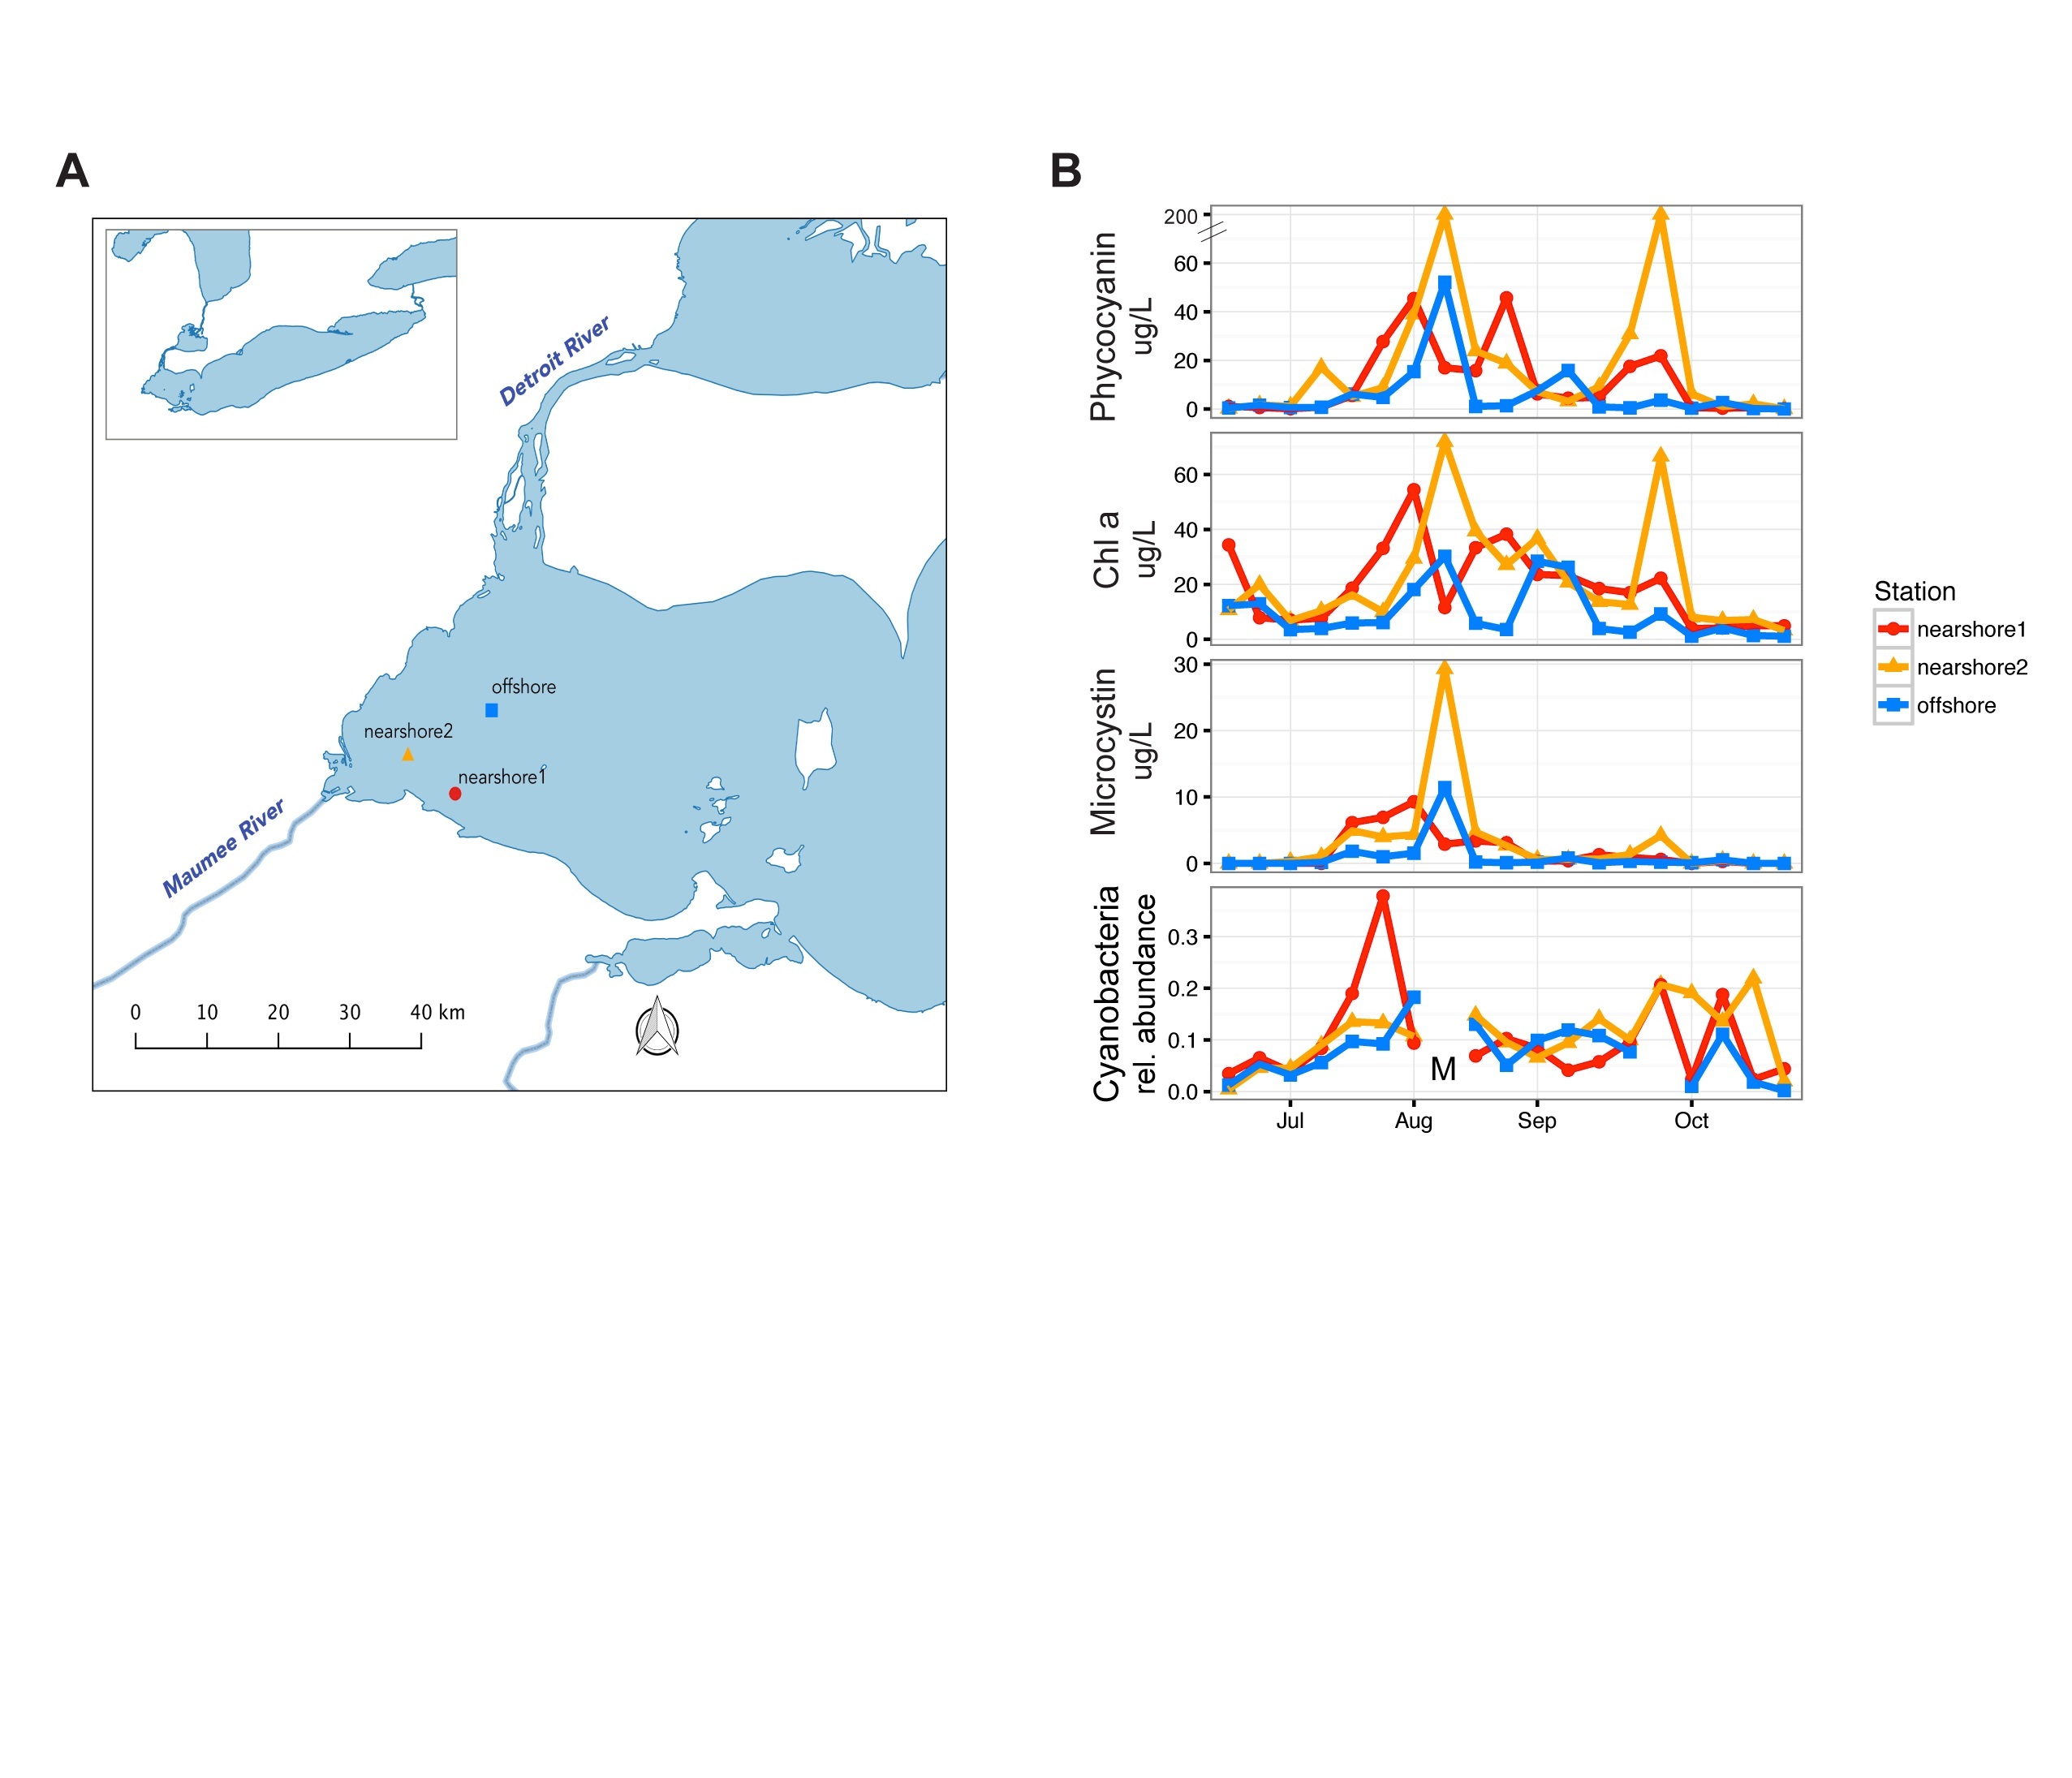 A
Detroit River
offshore
nearshore2
nearshore1
Maumee River
0 10 20 30 40 km
B
Phycocyanin
ug/L
200
60
40
20
0
Chl a
ug/L
60
40
20
0
Microcystin
ug/L
30
20
10
0
Cyanobacteria
rel. abundance
0.3
0.2
0.1
0.0
M
Jul Aug Sep Oct
Station
nearshore1
nearshore2
offshore